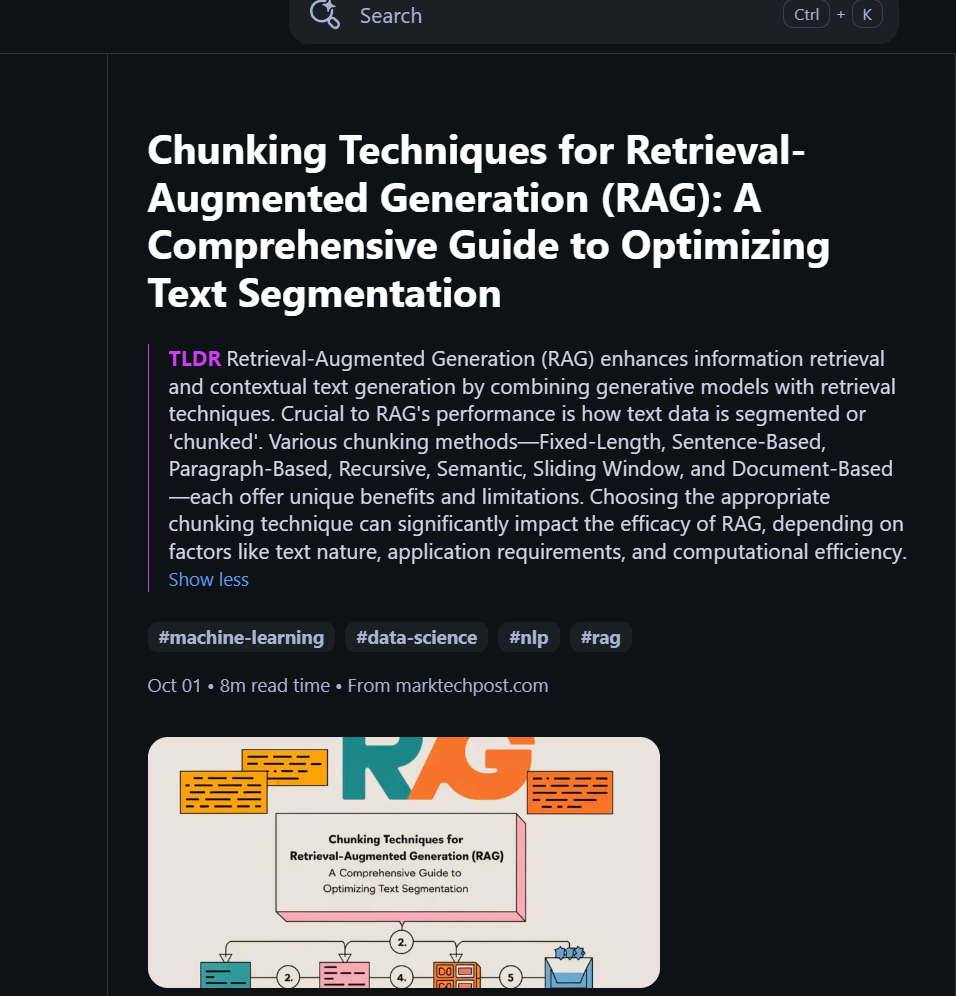 Search
Ctrl + K
Chunking Techniques for Retrieval-
Augmented Generation (RAG): A
Comprehensive Guide to Optimizing
Text Segmentation
TLDR Retrieval-Augmented Generation (RAG) enhances information retrieval
and contextual text generation by combining generative models with retrieval
techniques. Crucial to RAG's performance is how text data is segmented or
'chunked'. Various chunking methods—Fixed-Length, Sentence-Based,
Paragraph-Based, Recursive, Semantic, Sliding Window, and Document-Based
—each offer unique benefits and limitations. Choosing the appropriate
chunking technique can significantly impact the efficacy of RAG, depending on
factors like text nature, application requirements, and computational efficiency.
Show less
#machine-learning #data-science #nlp #rag
Oct 01 • 8m read time • From marktechpost.com
RAG
Chunking Techniques for
Retrieval-Augmented Generation (RAG)
A Comprehensive Guide to
Optimizing Text Segmentation
2.
2. 4. 5